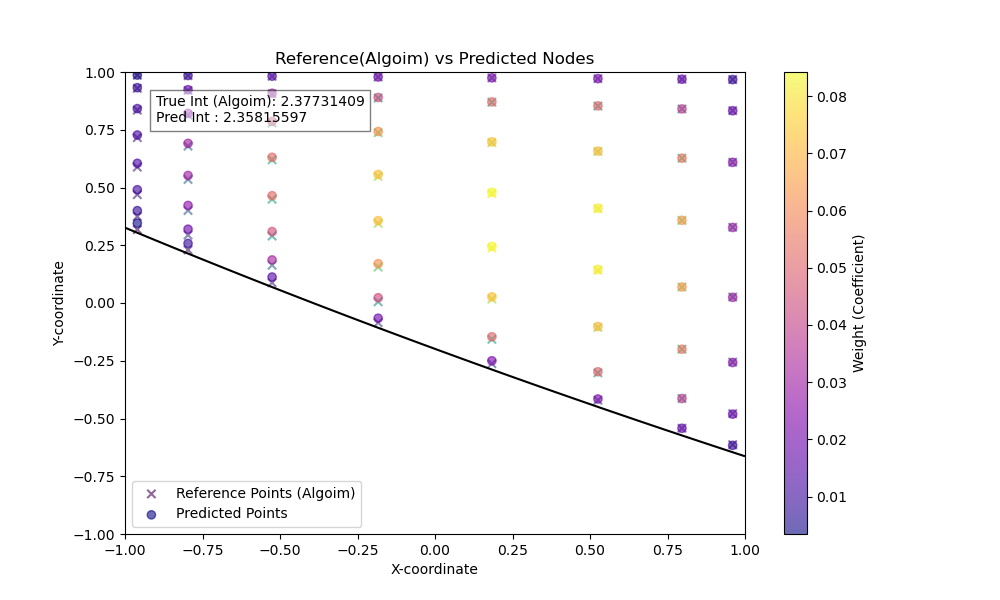 Reference(Algoim) vs Predicted Nodes
True Int (Algoim): 2.37731409
Pred Int : 2.35815597
1.00
0.75
0.50
0.25
0.00
−0.25
−0.50
−0.75
−1.00
Y-coordinate
Reference Points (Algoim)
Predicted Points
−1.00 −0.75 −0.50 −0.25 0.00 0.25 0.50 0.75 1.00
X-coordinate
0.08
0.07
0.06
0.05
0.04
0.03
0.02
0.01
Weight (Coefficient)